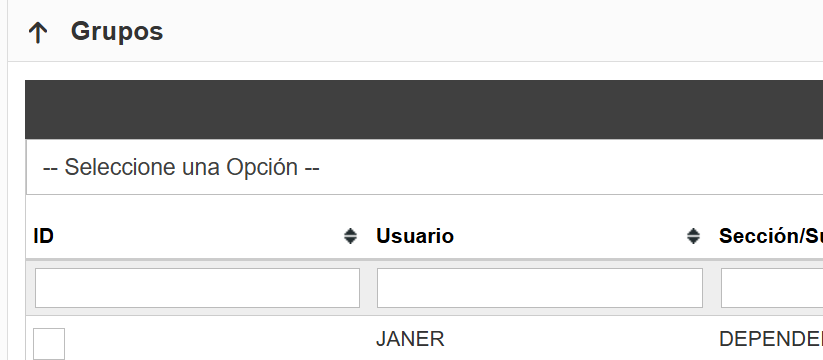 Grupos
-- Seleccione una Opción --
ID Usuario
JANER